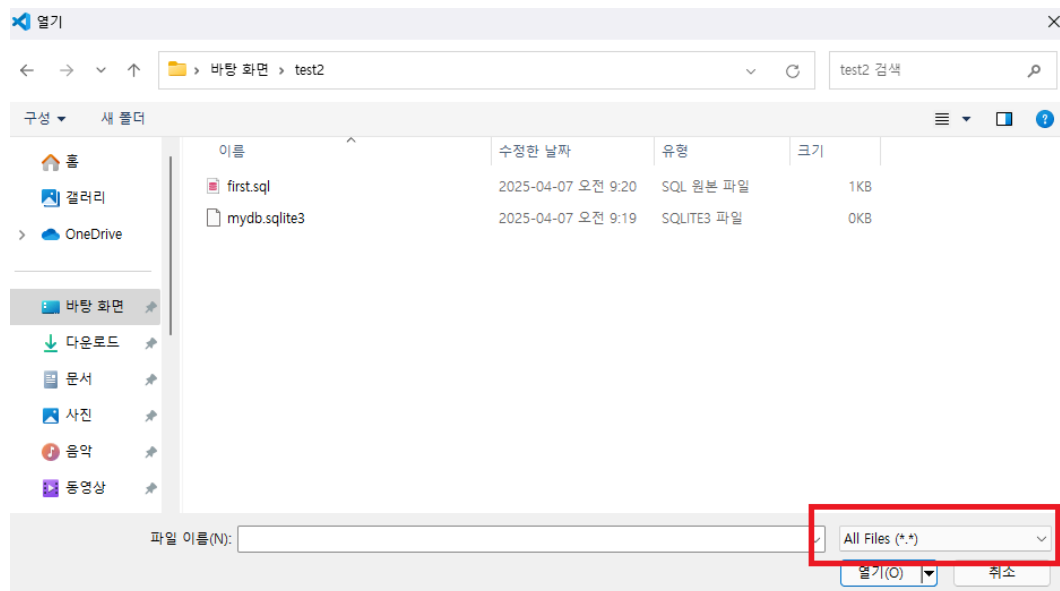 열기
바탕 화면 > test2
test2 검색
구성
새 폴더
이름
수정한 날짜
유형
크기
홈
갤러리
OneDrive
바탕 화면
다운로드
문서
사진
음악
동영상
first.sql
2025-04-07 오전 9:20
SQL 원본 파일
1KB
mydb.sqlite3
2025-04-07 오전 9:19
SQLITE3 파일
0KB
파일 이름(N):
All Files (*.*)
열기(O)
취소